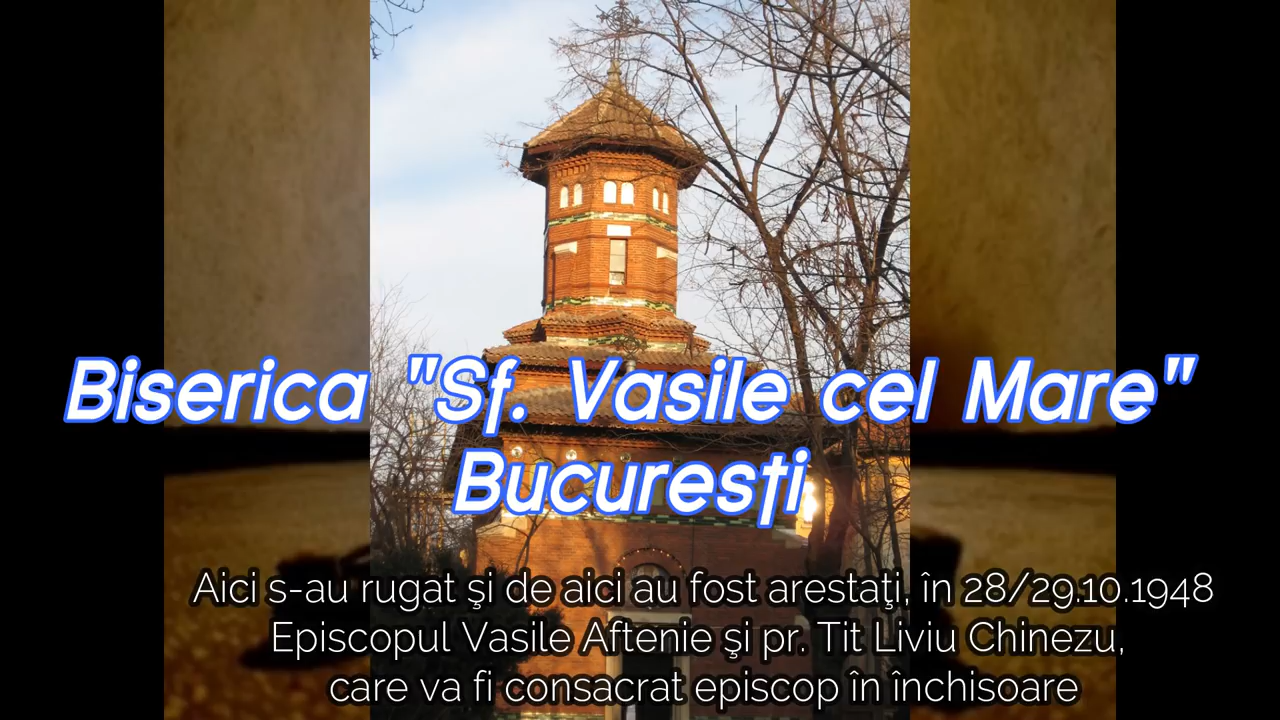 Biserica "Sf. Vasile cel Mare"
Bucureşti
Aici s-au rugat şi de aici au fost arestaţi, în 28/29.10.1948
Episcopul Vasile Aftenie şi pr. Tit Liviu Chinezu,
care va fi consacrat episcop în închisoare